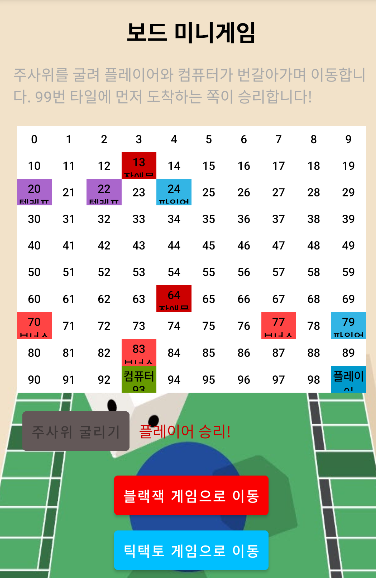 보드 미니게임
주사위를 굴려 플레이어와 컴퓨터가 번갈아가며 이동합니
다. 99번 타일에 먼저 도착하는 쪽이 승리합니다!
0 1 2 3 4 5 6 7 8 9
10 11 12 13 14 15 16 17 18 19
20 21 22 23 24 25 26 27 28 29
30 31 32 33 34 35 36 37 38 39
40 41 42 43 44 45 46 47 48 49
50 51 52 53 54 55 56 57 58 59
60 61 62 63 64 65 66 67 68 69
70 71 72 73 74 75 76 77 78 79
80 81 82 83 84 85 86 87 88 89
90 91 92 컴퓨터 94 95 96 97 98 플레이
93
주사위 굴리기 플레이어 승리!
블랙잭 게임으로 이동
틱택토 게임으로 이동